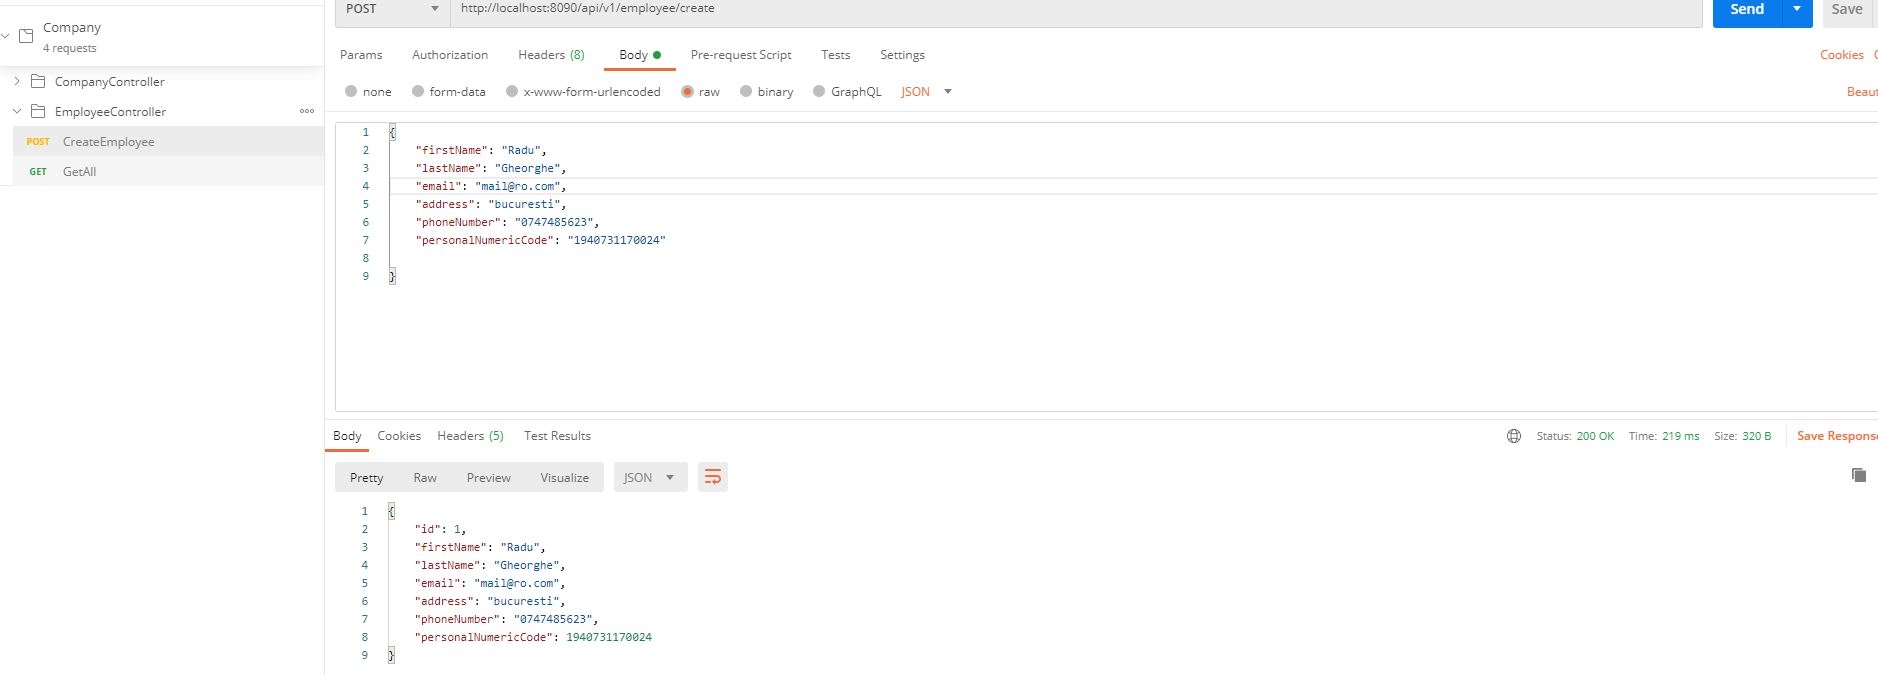 Company
4 requests
CompanyController
EmployeeController
POST CreateEmployee
GET GetAll
POST http://localhost:8090/api/v1/employee/create Send Save
Params Authorization Headers (8) Body Pre-request Script Tests Settings Cookies
none form-data x-www-form-urlencoded raw binary GraphQL JSON Beaut
1 {
2 "firstName": "Radu",
3 "lastName": "Gheorghe",
4 "email": "mail@ro.com",
5 "address": "bucuresti",
6 "phoneNumber": "0747485623",
7 "personalNumericCode": "1940731170024"
8
9 }
Body Cookies Headers (5) Test Results Status: 200 OK Time: 219 ms Size: 320 B Save Response
Pretty Raw Preview Visualize JSON
1 {
2 "id": 1,
3 "firstName": "Radu",
4 "lastName": "Gheorghe",
5 "email": "mail@ro.com",
6 "address": "bucuresti",
7 "phoneNumber": "0747485623",
8 "personalNumericCode": 1940731170024
9 }